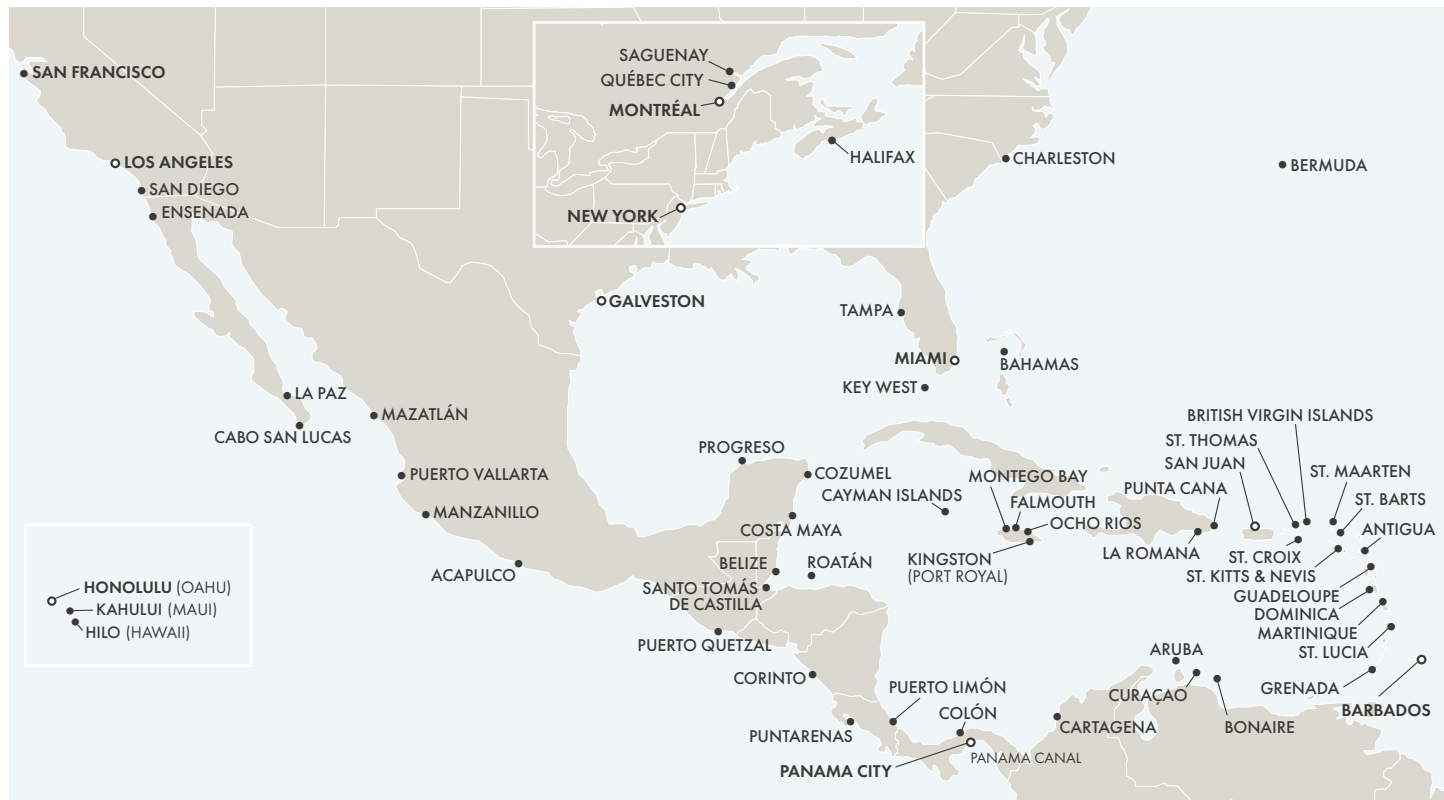 SAGUENAY
QUÉBEC CITY
MONTRÉAL
HALIFAX
NEW YORK
SAN FRANCISCO
LOS ANGELES
SAN DIEGO
ENSENADA
CHARLESTON
BERMUDA
GALVESTON
TAMPA
MIAMI
BAHAMAS
KEY WEST
LA PAZ
CABO SAN LUCAS
MAZATLÁN
PUERTO VALLARTA
MANZANILLO
ACAPULCO
PROGRESO
COZUMEL
CAYMAN ISLANDS
COSTA MAYA
MONTEGO BAY
FALMOUTH
OCHO RIOS
KINGSTON
(PORT ROYAL)
BRITISH VIRGIN ISLANDS
ST. THOMAS
SAN JUAN
PUNTA CANA
LA ROMANA
ST. MAARTEN
ST. BARTS
ANTIGUA
ST. CROIX
ST. KITTS & NEVIS
GUADELOUPE
DOMINICA
MARTINIQUE
ST. LUCIA
GRENADA
BARBADOS
BELIZE
ROATÁN
SANTO TOMÁS
DE CASTILLA
PUERTO QUETZAL
CORINTO
PUNTARENAS
PUERTO LIMÓN
COLÓN
PANAMA CITY
PANAMA CANAL
CARTAGENA
ARUBA
CURAÇAO
BONAIRE
HONOLULU (OAHU)
KAHULUI (MAUI)
HILO (HAWAII)